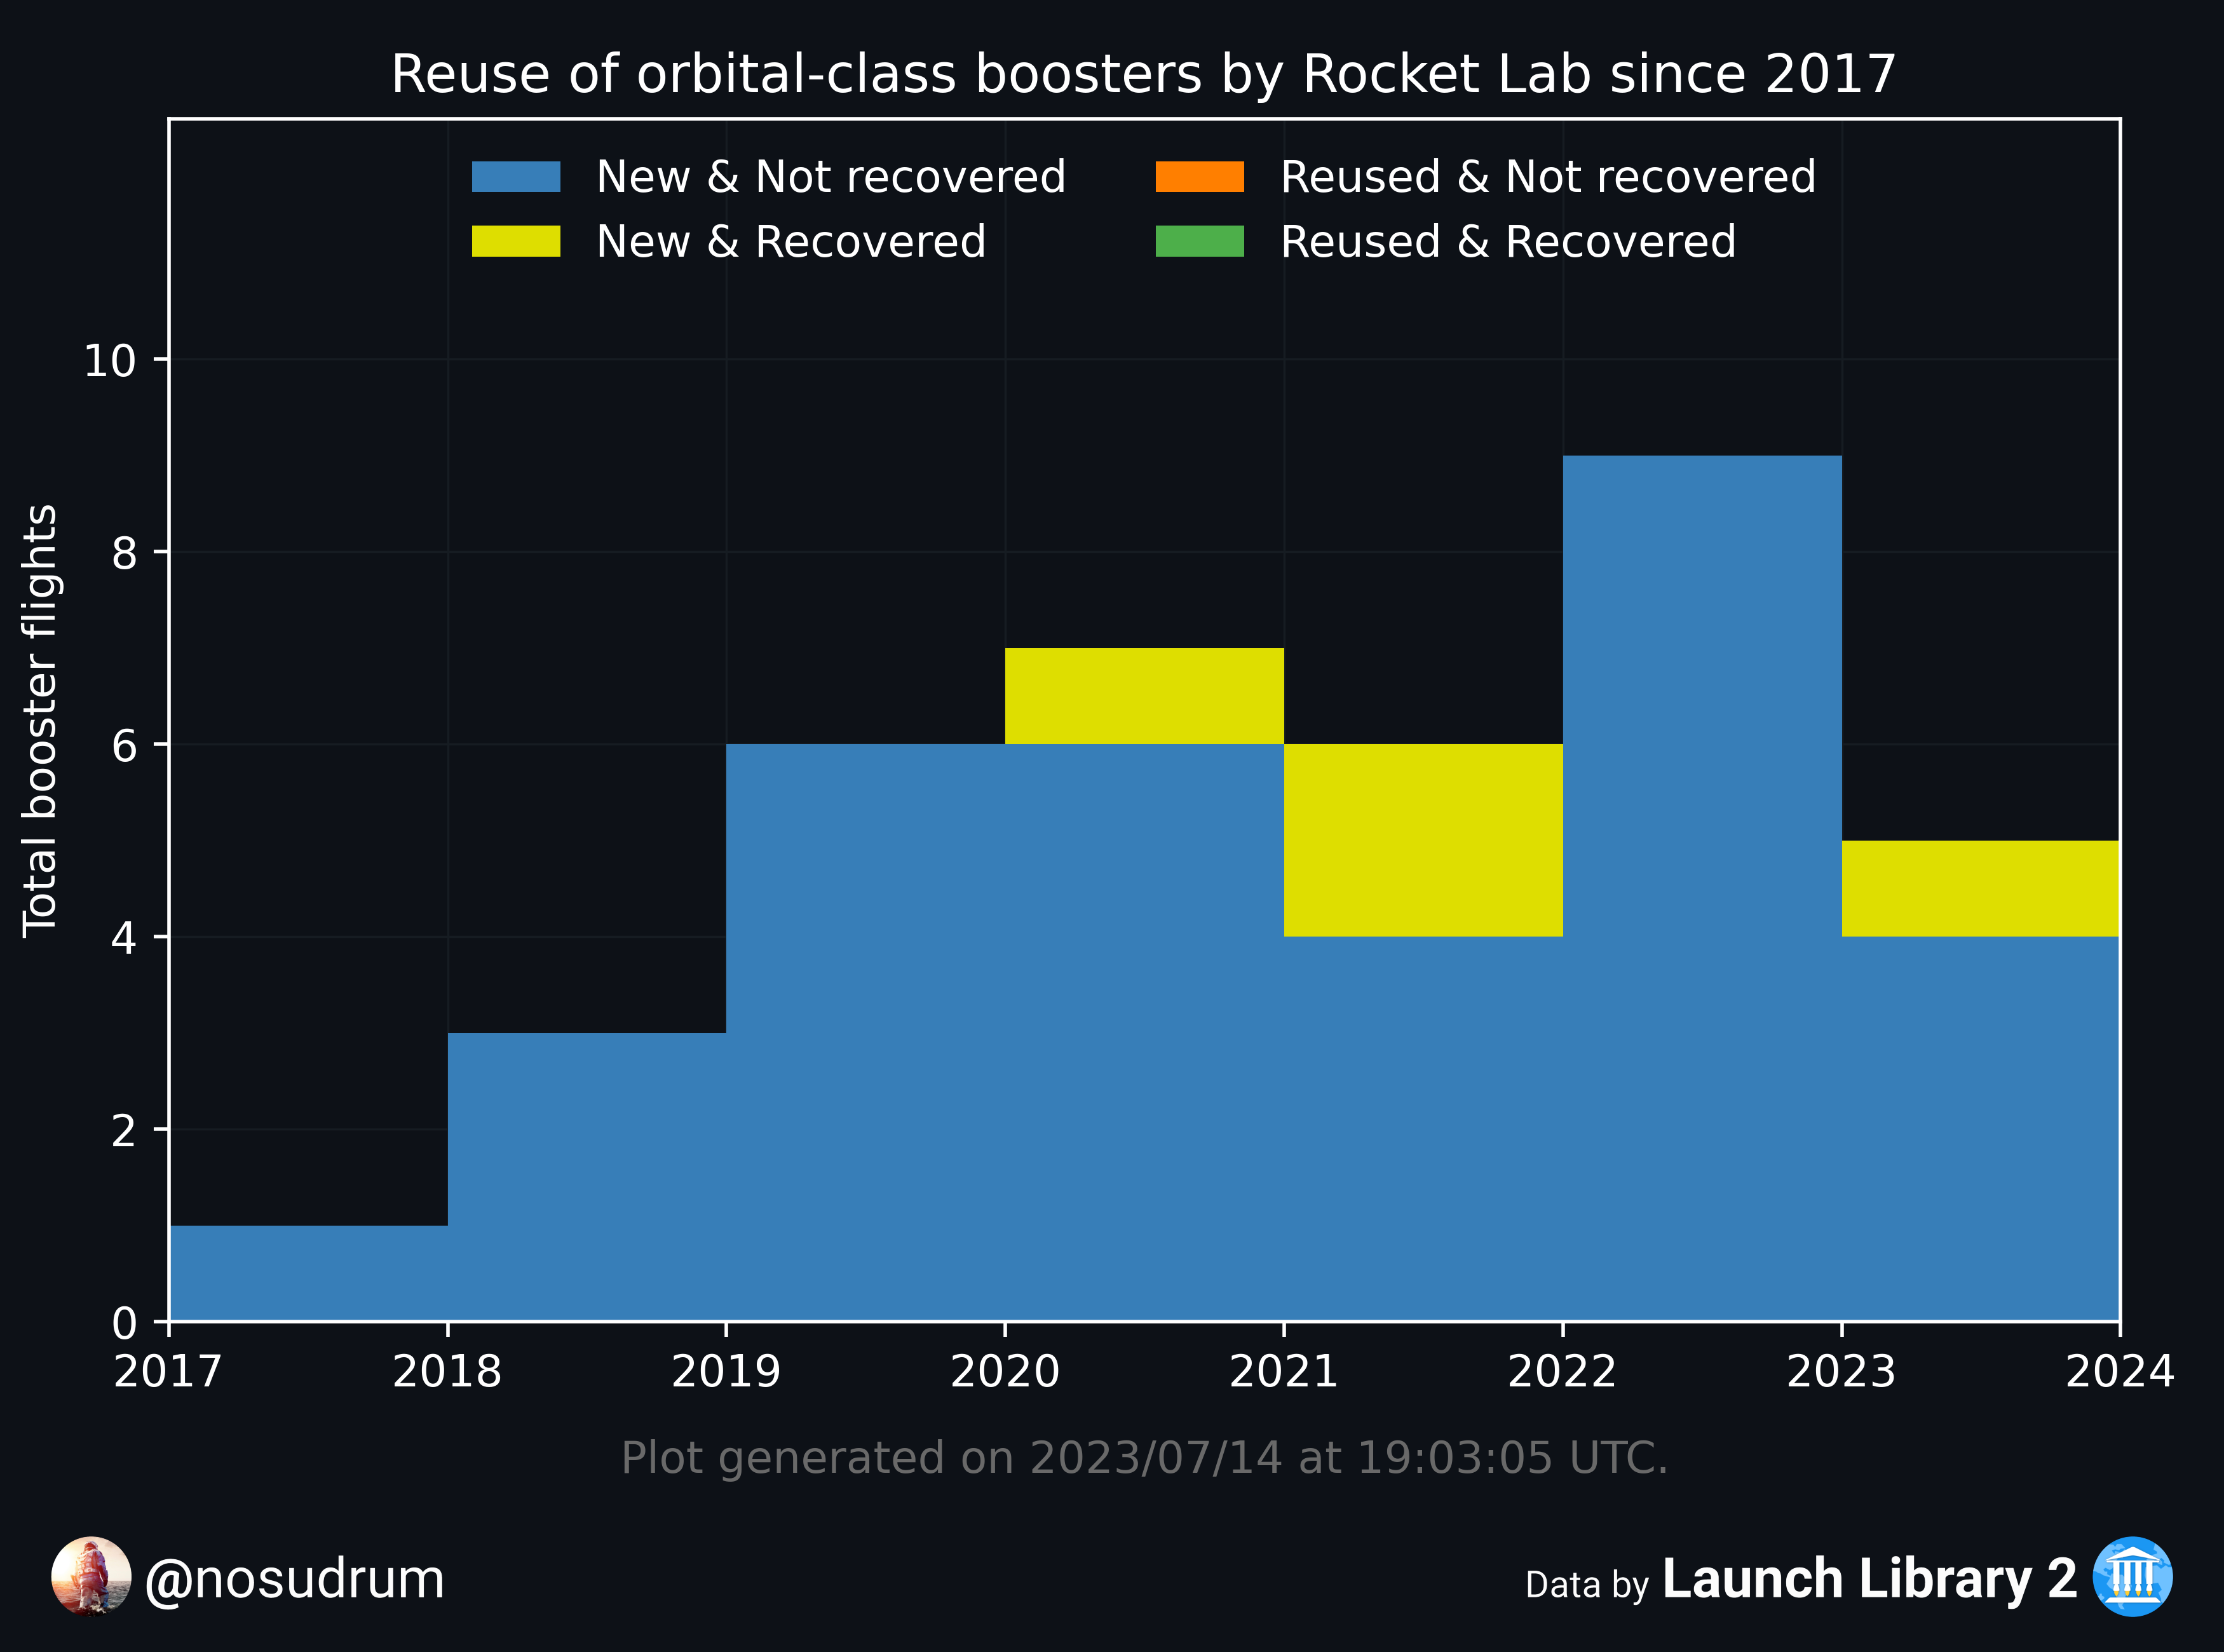 Reuse of orbital-class boosters by Rocket Lab since 2017
New & Not recovered
New & Recovered
Reused & Not recovered
Reused & Recovered
Total booster flights
10
8
6
4
2
0
2017 2018 2019 2020 2021 2022 2023 2024
Plot generated on 2023/07/14 at 19:03:05 UTC.
@nosudrum
Data by Launch Library 2